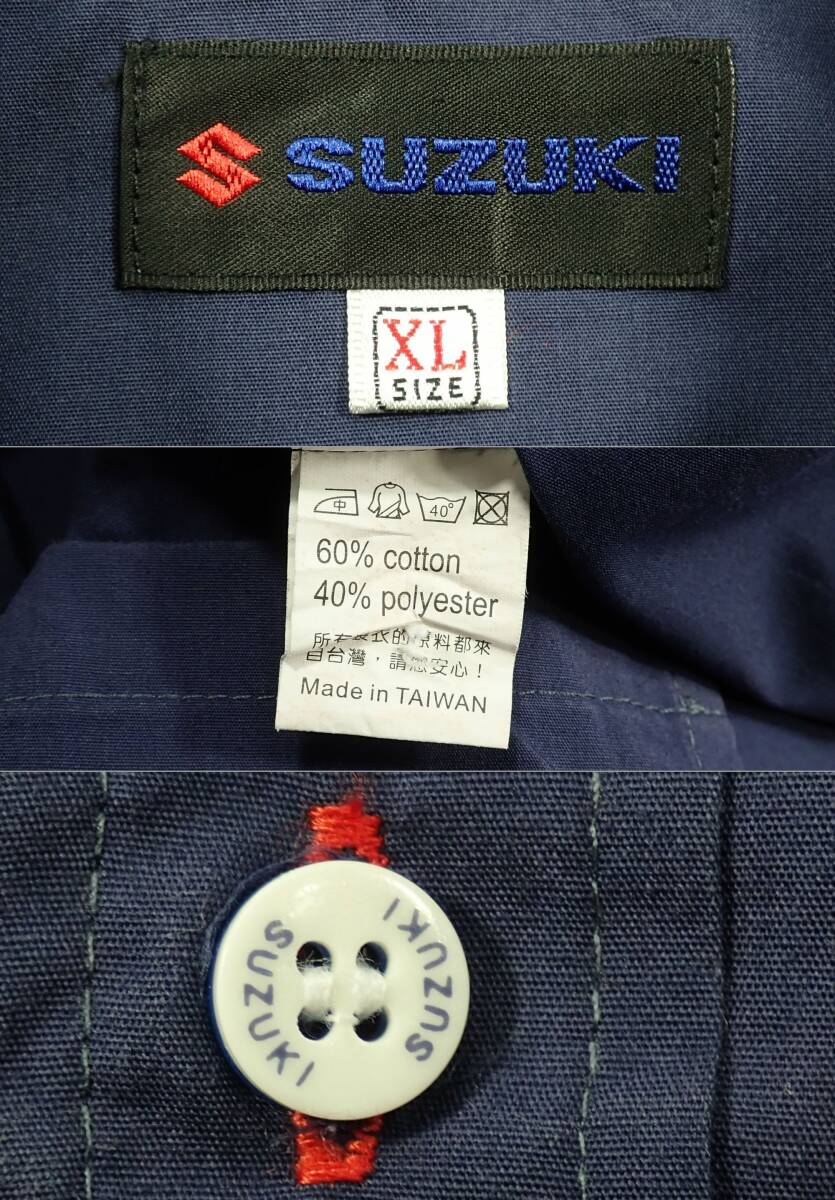 SUZUKI
XL
SIZE
中 40°
60% cotton
40% polyester
所有 衣的原料都來
自台灣，請您安心！
Made in TAIWAN
SUZUKI
SUZUKI